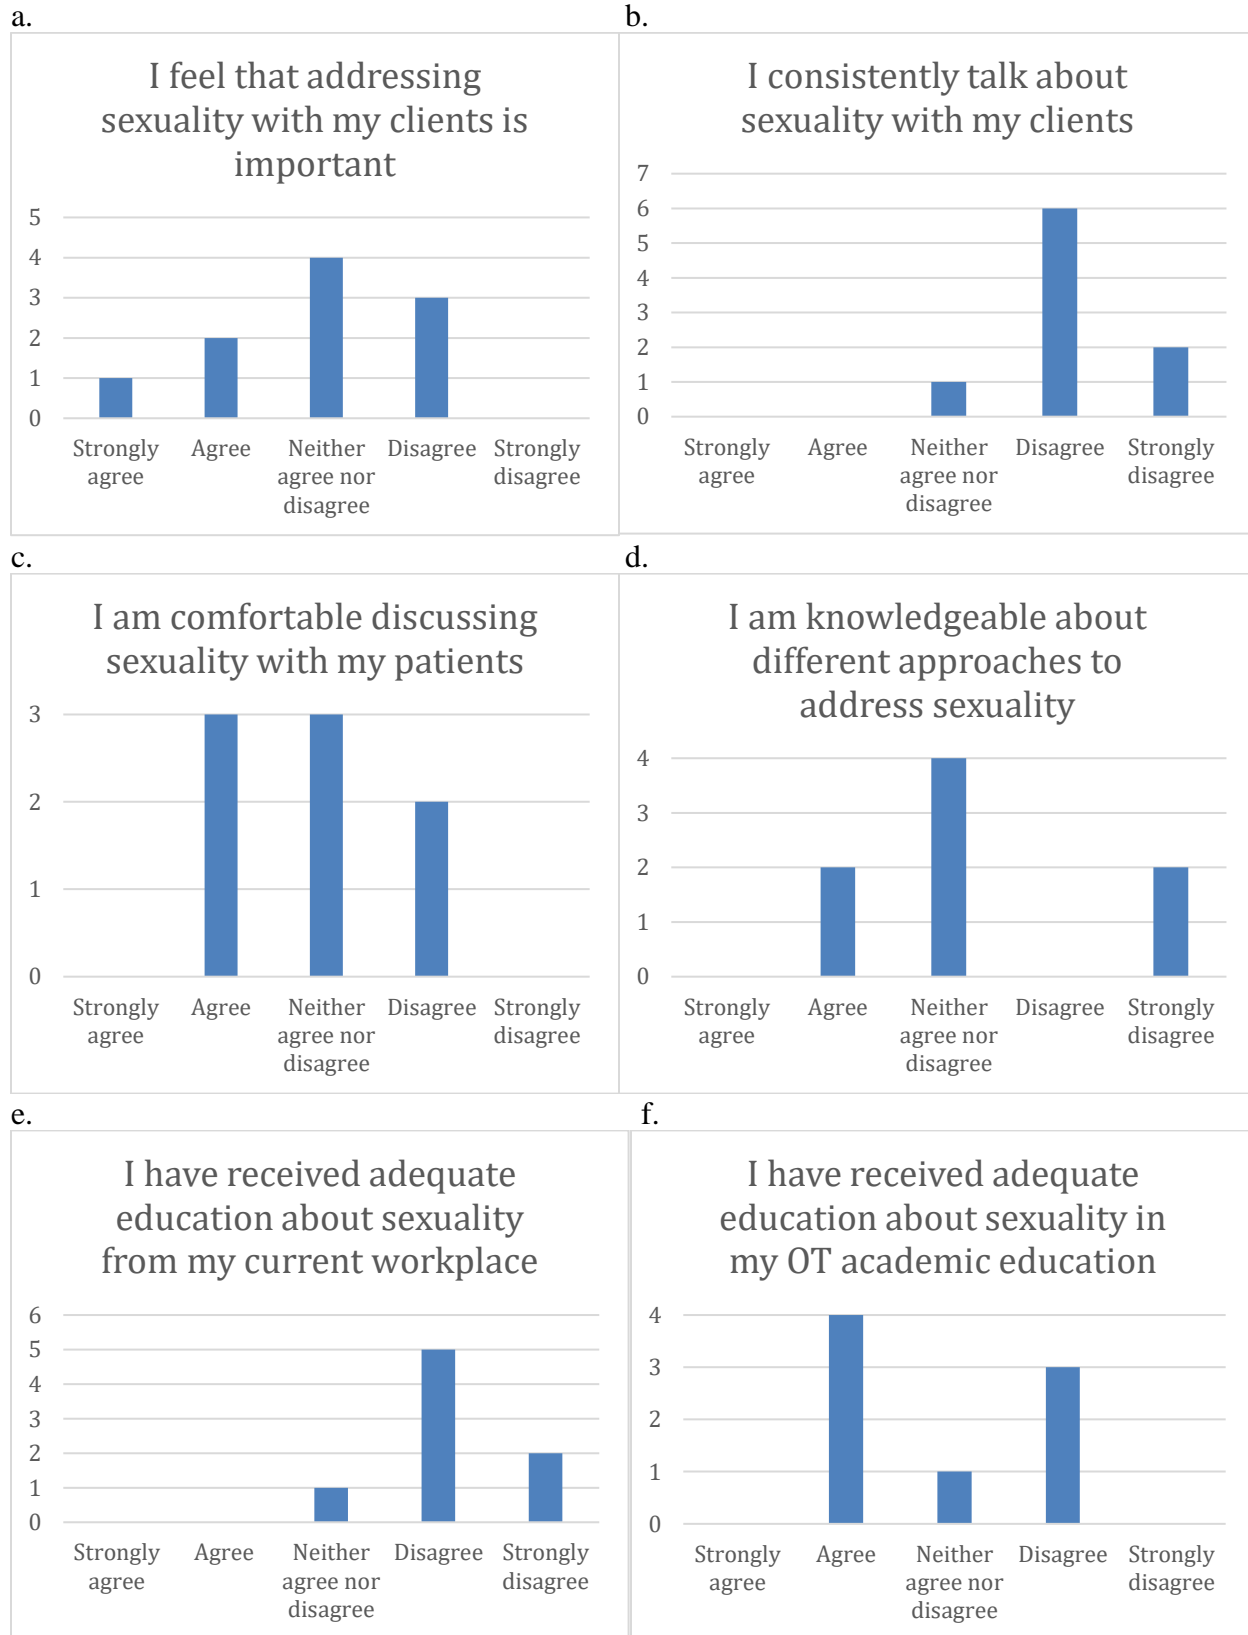 a.
I feel that addressing
sexuality with my clients is
important
5
4
3
2
1
0
Strongly
agree
Agree
Neither
agree nor
disagree
Disagree
Strongly
disagree
b.
I consistently talk about
sexuality with my clients
7
6
5
4
3
2
1
0
Strongly
agree
Agree
Neither
agree nor
disagree
Disagree
Strongly
disagree
c.
I am comfortable discussing
sexuality with my patients
3
2
1
0
Strongly
agree
Agree
Neither
agree nor
disagree
Disagree
Strongly
disagree
d.
I am knowledgeable about
different approaches to
address sexuality
4
3
2
1
0
Strongly
agree
Agree
Neither
agree nor
disagree
Disagree
Strongly
disagree
e.
I have received adequate
education about sexuality
from my current workplace
6
5
4
3
2
1
0
Strongly
agree
Agree
Neither
agree nor
disagree
Disagree
Strongly
disagree
f.
I have received adequate
education about sexuality in
my OT academic education
4
3
2
1
0
Strongly
agree
Agree
Neither
agree nor
disagree
Disagree
Strongly
disagree